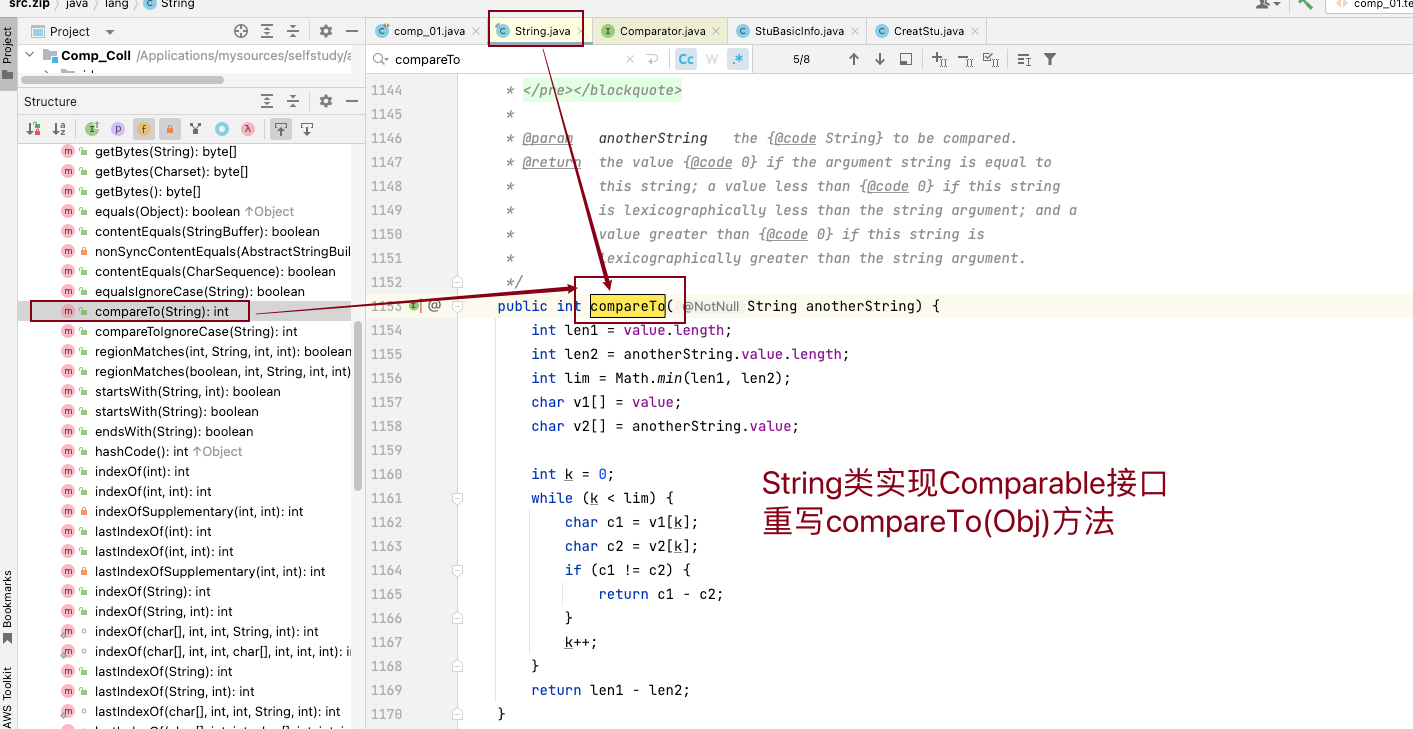 src.zip › java › lang › String
comp_01.te
Project
Project
Comp_Coll /Applications/mysources/selfstudy/a
Structure
getBytes(String): byte[]
getBytes(Charset): byte[]
getBytes(): byte[]
equals(Object): boolean ↑Object
contentEquals(StringBuffer): boolean
nonSyncContentEquals(AbstractStringBuil
contentEquals(CharSequence): boolean
equalsIgnoreCase(String): boolean
compareTo(String): int
compareToIgnoreCase(String): int
regionMatches(int, String, int, int): boolean
regionMatches(boolean, int, String, int, int)
startsWith(String, int): boolean
startsWith(String): boolean
endsWith(String): boolean
hashCode(): int ↑Object
indexOf(int): int
indexOf(int, int): int
indexOfSupplementary(int, int): int
lastIndexOf(int): int
lastIndexOf(int, int): int
lastIndexOfSupplementary(int, int): int
indexOf(String): int
indexOf(String, int): int
indexOf(char[], int, int, String, int): int
indexOf(char[], int, int, char[], int, int, int): i
lastIndexOf(String): int
lastIndexOf(String, int): int
lastIndexOf(char[], int, int, String, int): int
Bookmarks
AWS Toolkit
comp_01.java
String.java
Comparator.java
StuBasicInfo.java
CreatStu.java
compareTo
Cc W .* 5/8
1144 * </pre></blockquote>
1145 *
1146 * @param anotherString the {@code String} to be compared.
1147 * @return the value {@code 0} if the argument string is equal to
1148 * this string; a value less than {@code 0} if this string
1149 * is lexicographically less than the string argument; and a
1150 * value greater than {@code 0} if this string is
1151 * lexicographically greater than the string argument.
1152 */
1153 @ public int compareTo( @NotNull String anotherString) {
1154 int len1 = value.length;
1155 int len2 = anotherString.value.length;
1156 int lim = Math.min(len1, len2);
1157 char v1[] = value;
1158 char v2[] = anotherString.value;
1159
1160 int k = 0;
1161 while (k < lim) {
1162 char c1 = v1[k];
1163 char c2 = v2[k];
1164 if (c1 != c2) {
1165 return c1 - c2;
1166 }
1167 k++;
1168 }
1169 return len1 - len2;
1170 }
String类实现Comparable接口
重写compareTo(Obj)方法